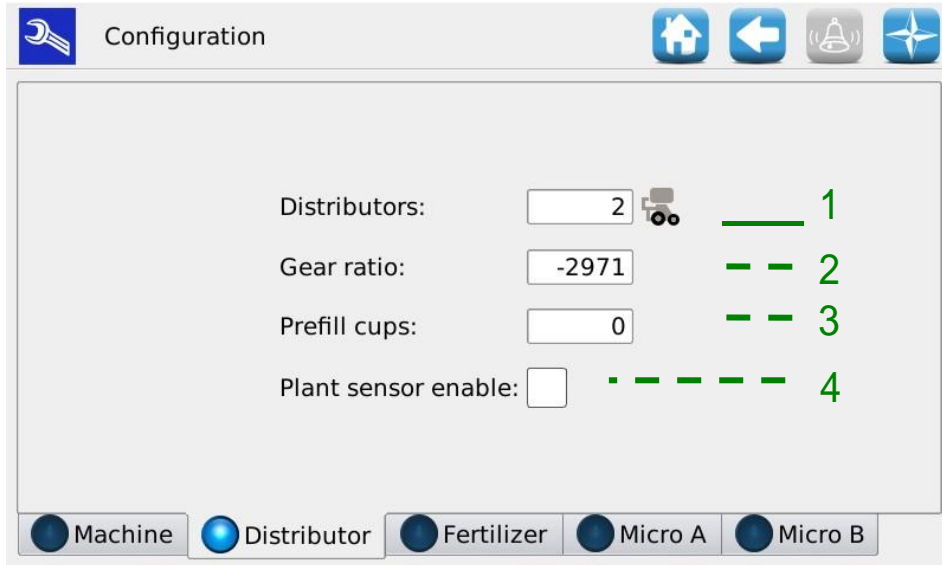 Configuration
Distributors: 2 1
Gear ratio: -2971 2
Prefill cups: 0 3
Plant sensor enable: 4
Machine Distributor Fertilizer Micro A Micro B